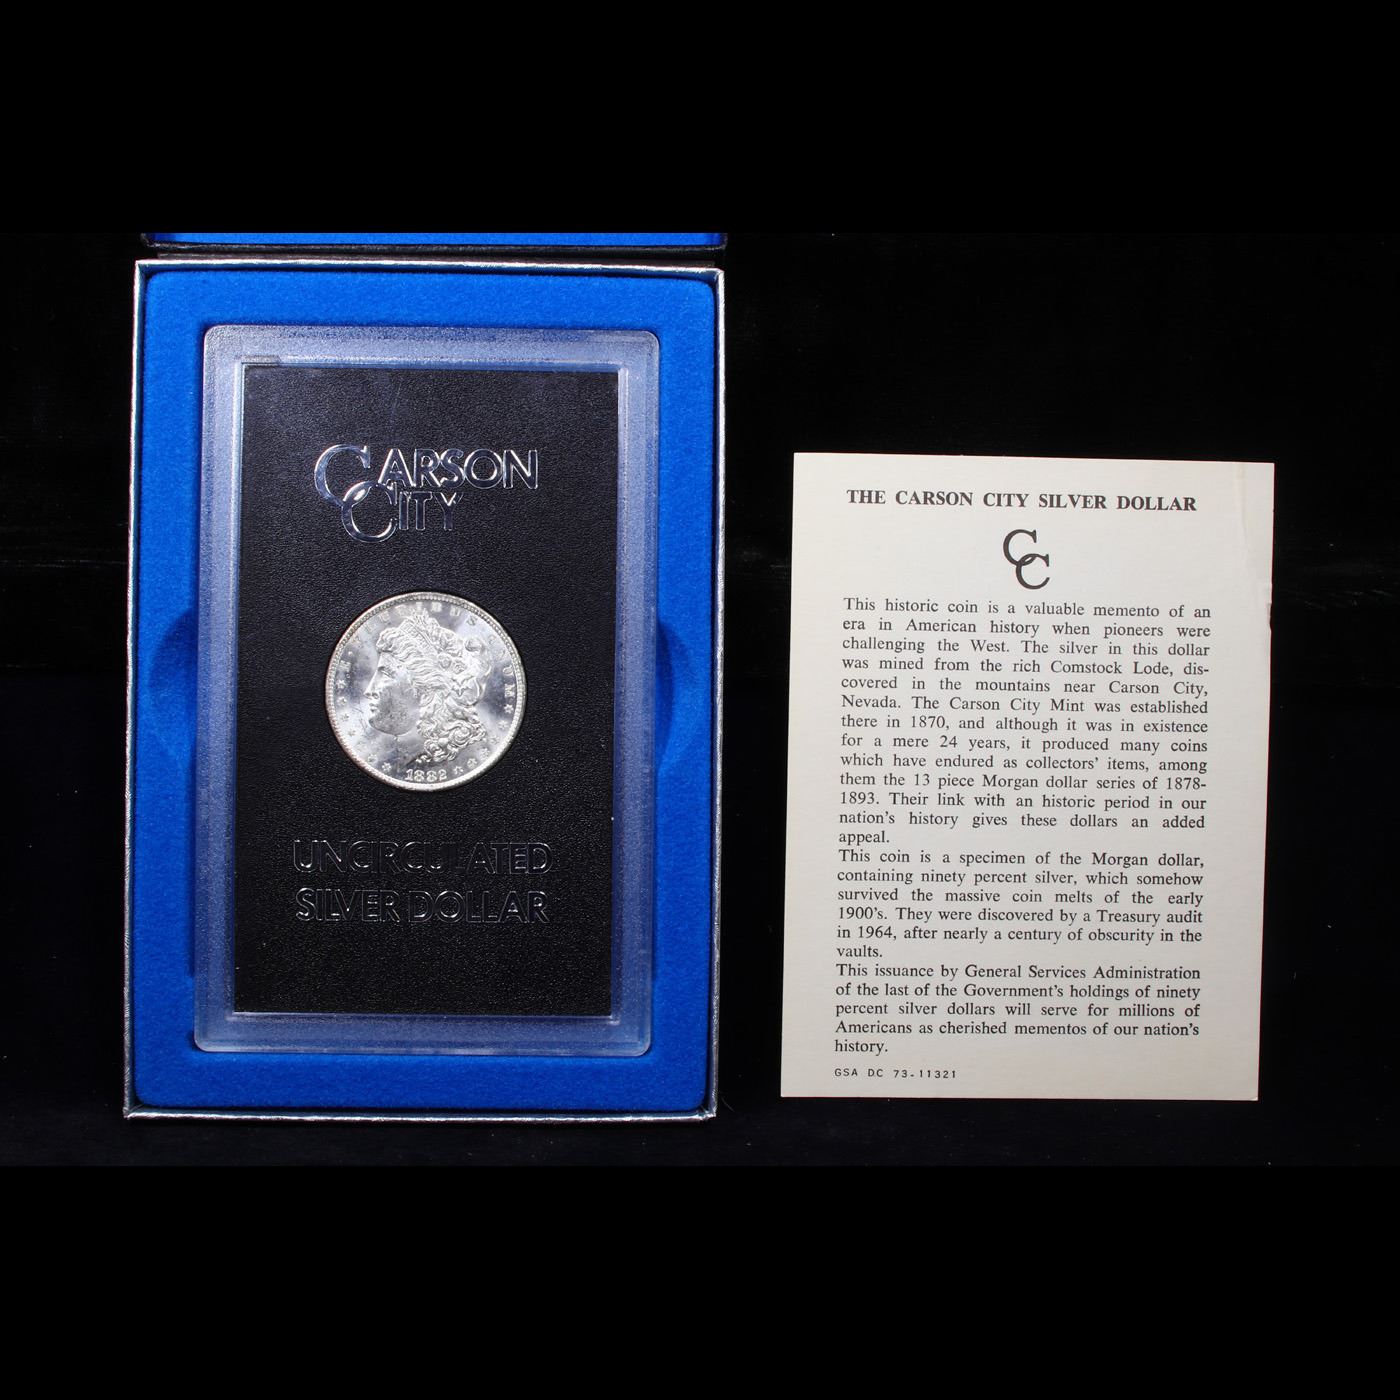 CARSON
CITY
E PLURIBUS UNUM
1882
UNCIRCULATED
SILVER DOLLAR
THE CARSON CITY SILVER DOLLAR
CC
This historic coin is a valuable memento of an
era in American history when pioneers were
challenging the West. The silver in this dollar
was mined from the rich Comstock Lode, dis-
covered in the mountains near Carson City,
Nevada. The Carson City Mint was established
there in 1870, and although it was in existence
for a mere 24 years, it produced many coins
which have endured as collectors' items, among
them the 13 piece Morgan dollar series of 1878-
1893. Their link with an historic period in our
nation's history gives these dollars an added
appeal.
This coin is a specimen of the Morgan dollar,
containing ninety percent silver, which somehow
survived the massive coin melts of the early
1900's. They were discovered by a Treasury audit
in 1964, after nearly a century of obscurity in the
vaults.
This issuance by General Services Administration
of the last of the Government's holdings of ninety
percent silver dollars will serve for millions of
Americans as cherished mementos of our nation's
history.
GSA DC 73-11321